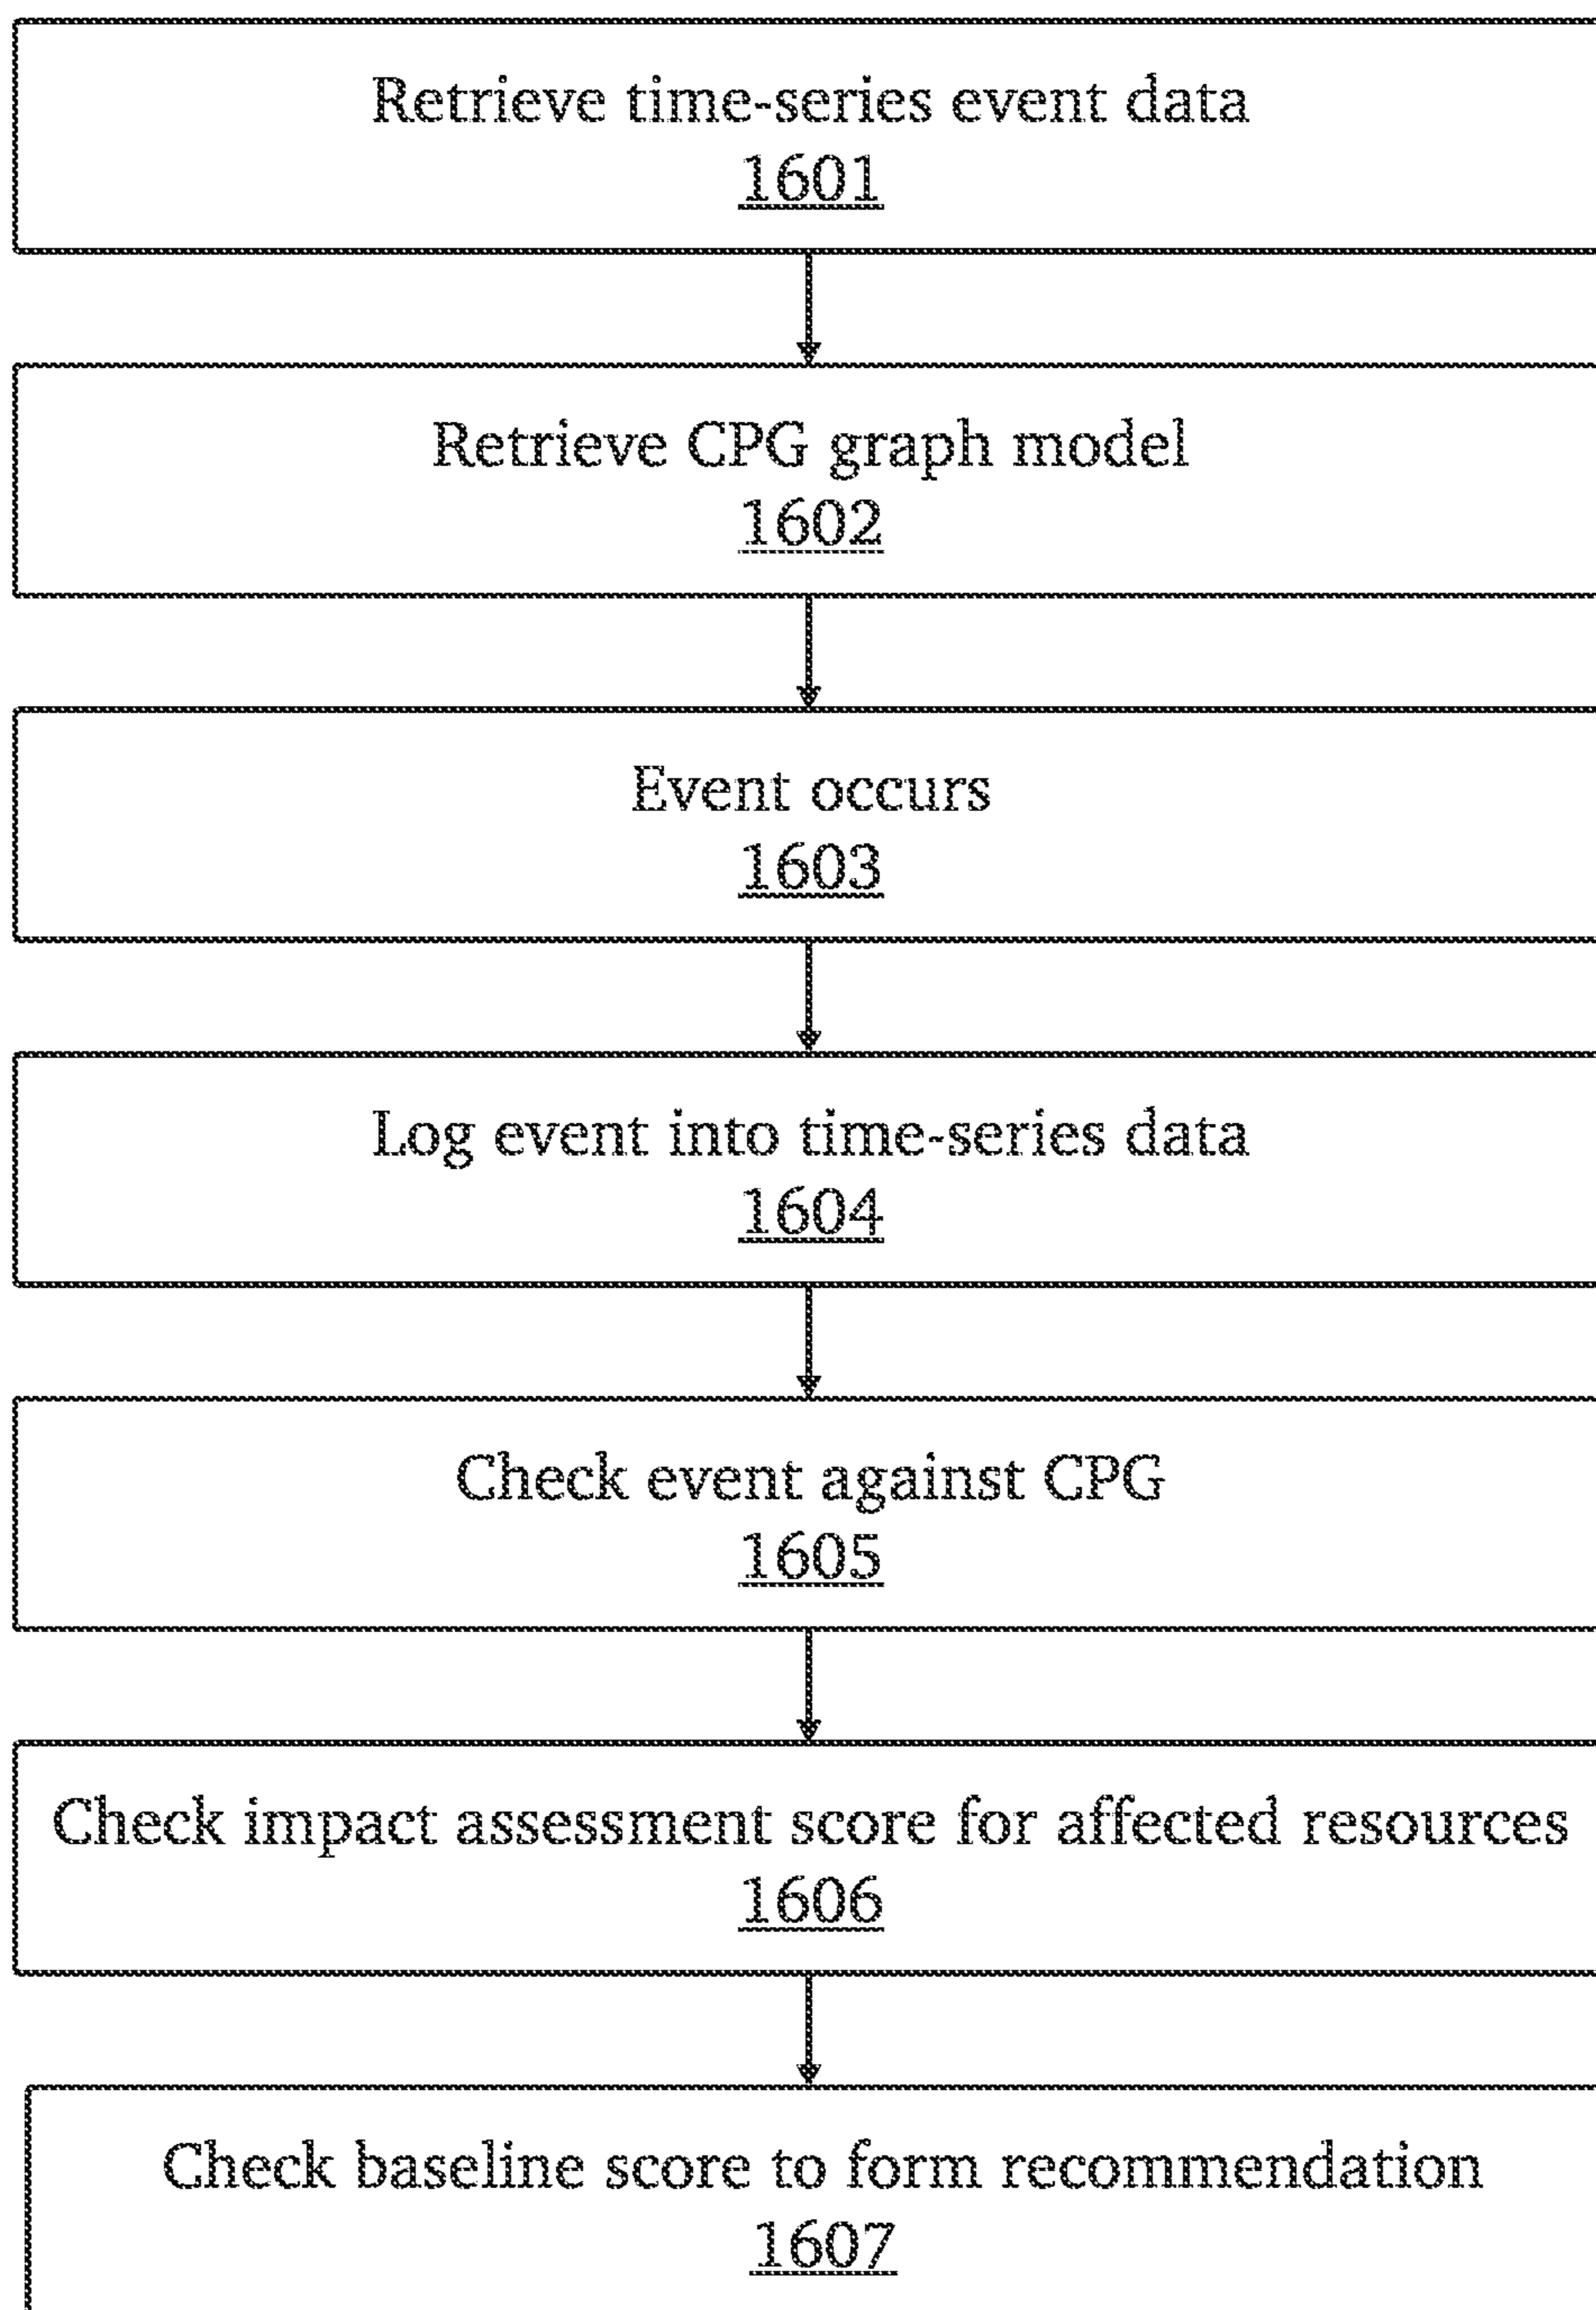 Retrieve time-series event data
1601
Retrieve CPG graph model
1602
Event occurs
1603
Log event into time-series data
1604
Check event against CPG
1605
Check impact assessment score for affected resources
1606
Check baseline score to form recommendation
1607